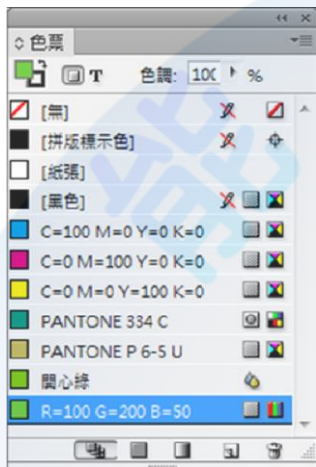 色票
T 色調: 100 %
[無]
[拼版標示色]
[紙張]
[黑色]
C=100 M=0 Y=0 K=0
C=0 M=100 Y=0 K=0
C=0 M=0 Y=100 K=0
PANTONE 334 C
PANTONE P 6-5 U
開心綠
R=100 G=200 B=50